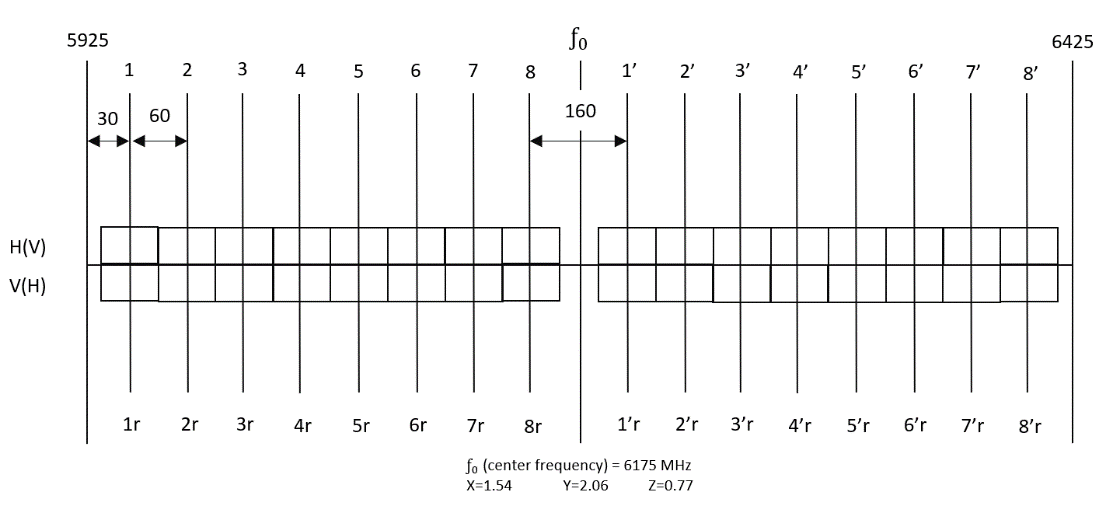 5925 f₀ 6425
1 2 3 4 5 6 7 8 1’ 2’ 3’ 4’ 5’ 6’ 7’ 8’
30 60 160
H(V)
V(H)
1r 2r 3r 4r 5r 6r 7r 8r 1’r 2’r 3’r 4’r 5’r 6’r 7’r 8’r
f₀ (center frequency) = 6175 MHz
X=1.54 Y=2.06 Z=0.77